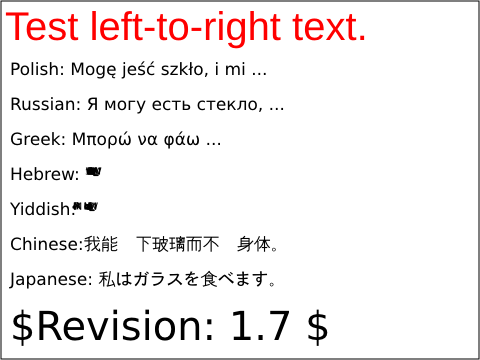 Test left-to-right text.
Polish: Mogę jeść szkło, i mi ...
Russian: Я могу есть стекло, ...
Greek: Μπορώ να φάω ...
Hebrew:
Yiddish:
Chinese:我能　下玻璃而不　身体。
Japanese: 私はガラスを食べます。
$Revision: 1.7 $